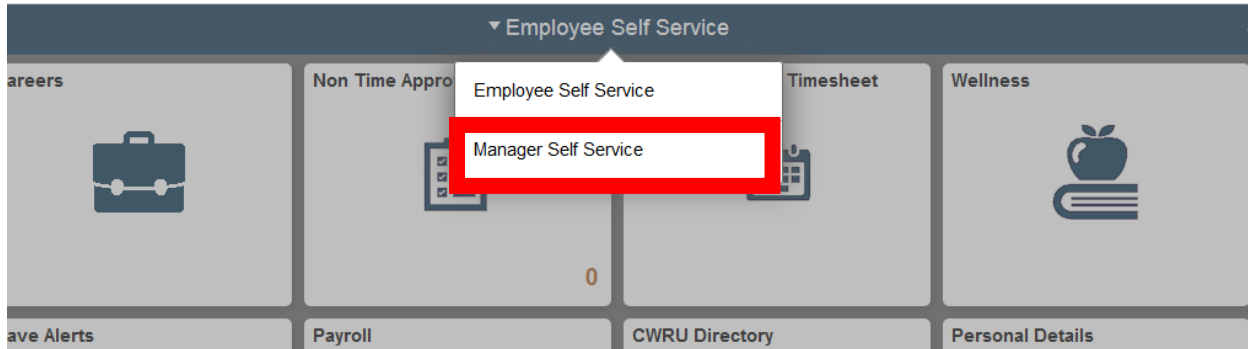 Employee Self Service
areers
Non Time Appro
Timesheet
Wellness
Employee Self Service
Manager Self Service
0
ave Alerts
Payroll
CWRU Directory
Personal Details